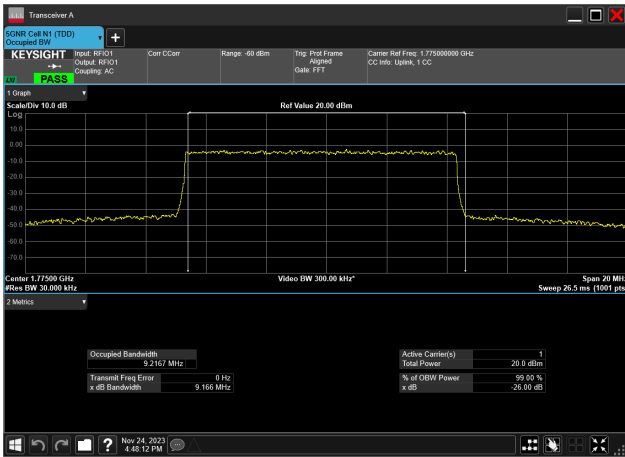 Transceiver A
5GNR Cell N1 (TDD)
Occupied BW
KEYSIGHT
LXI
PASS
Input: RFIO1
Output: RFIO1
Coupling: AC
Corr CCorr
Range: -60 dBm
Trig: Prot Frame
Aligned
Gate: FFT
Carrier Ref Freq: 1.775000000 GHz
CC Info: Uplink, 1 CC
1 Graph
Scale/Div 10.0 dB
Ref Value 20.00 dBm
Log
10.0
0.00
-10.0
-20.0
-30.0
-40.0
-50.0
-60.0
-70.0
Center 1.77500 GHz
Video BW 300.00 kHz*
Span 20 MHz
#Res BW 30.000 kHz
Sweep 26.5 ms (1001 pts
2 Metrics
Occupied Bandwidth
9.2167 MHz
Transmit Freq Error 0 Hz
x dB Bandwidth 9.166 MHz
Active Carrier(s) 1
Total Power 20.0 dBm
% of OBW Power 99.00 %
x dB -26.00 dB
?
Nov 24, 2023
4:48:12 PM